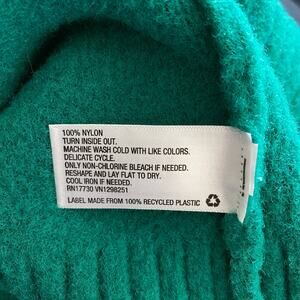 100% NYLON
TURN INSIDE OUT.
MACHINE WASH COLD WITH LIKE COLORS.
DELICATE CYCLE.
ONLY NON-CHLORINE BLEACH IF NEEDED.
RESHAPE AND LAY FLAT TO DRY.
COOL IRON IF NEEDED.
RN17730 VN1298251
LABEL MADE FROM 100% RECYCLED PLASTIC